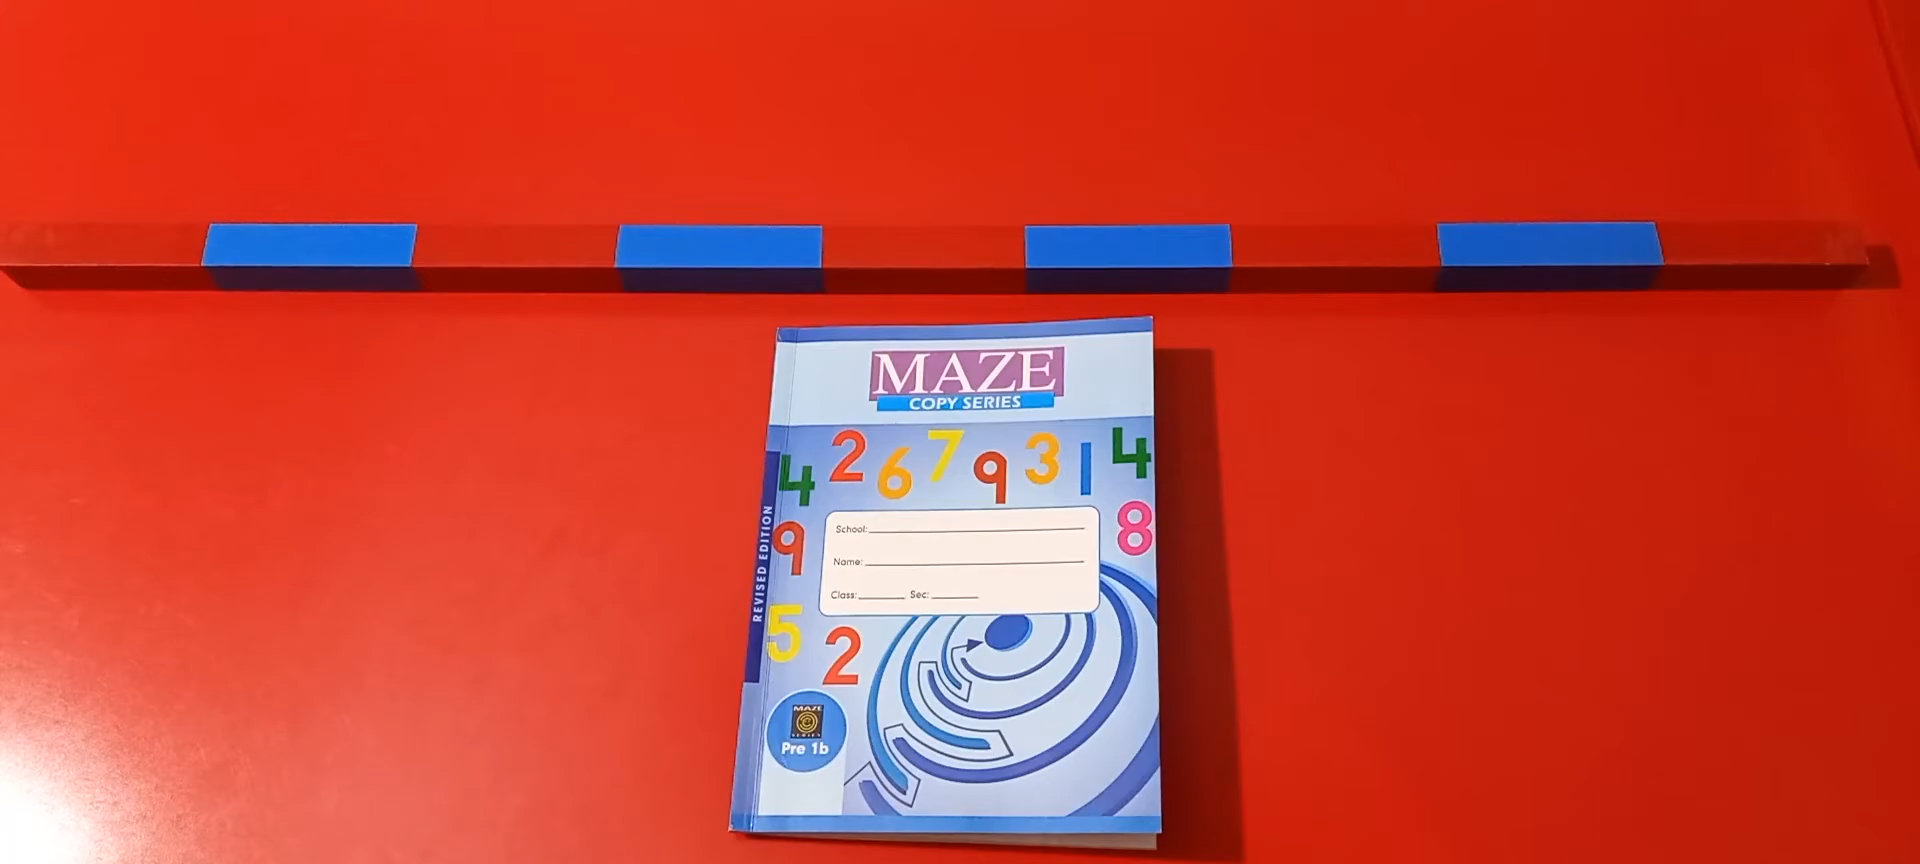 MAZE
COPY SERIES
2 6 7 9 3 1 4
4
9
8
School:
Name:
Class: Sec:
REVISED EDITION
5 2
MAZE
SERIES
Pre 1b